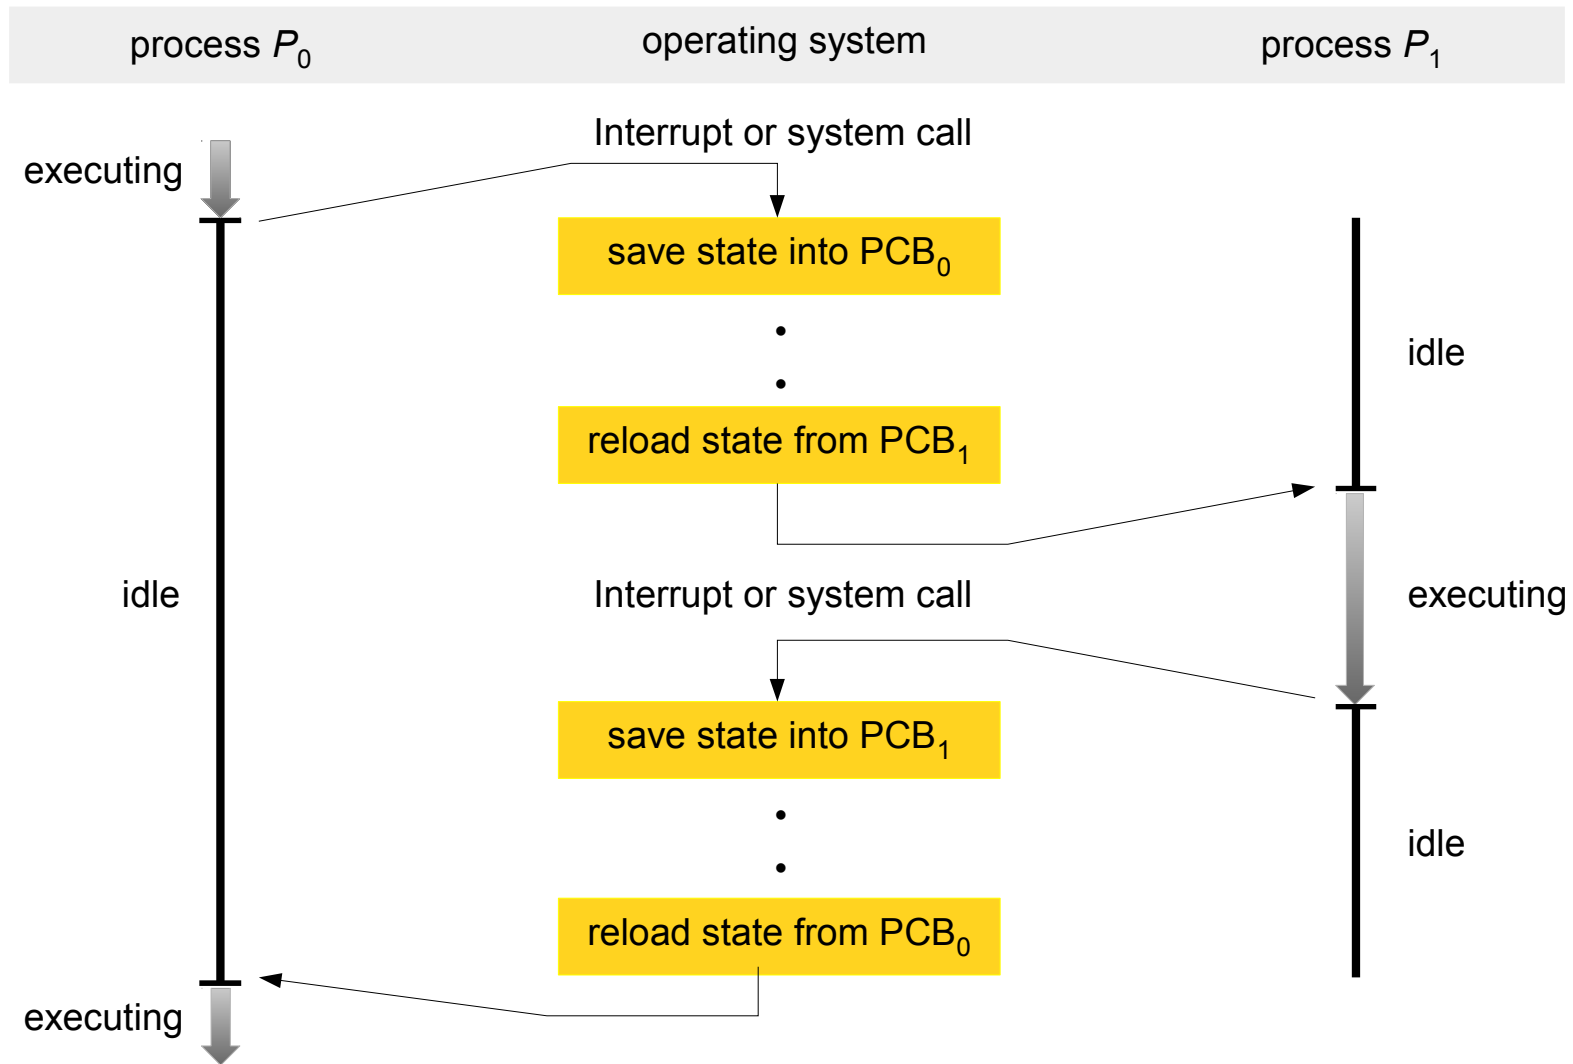 process P0 operating system process P1
Interrupt or system call
executing
save state into PCB0
idle
reload state from PCB1
idle
Interrupt or system call
executing
save state into PCB1
idle
reload state from PCB0
executing